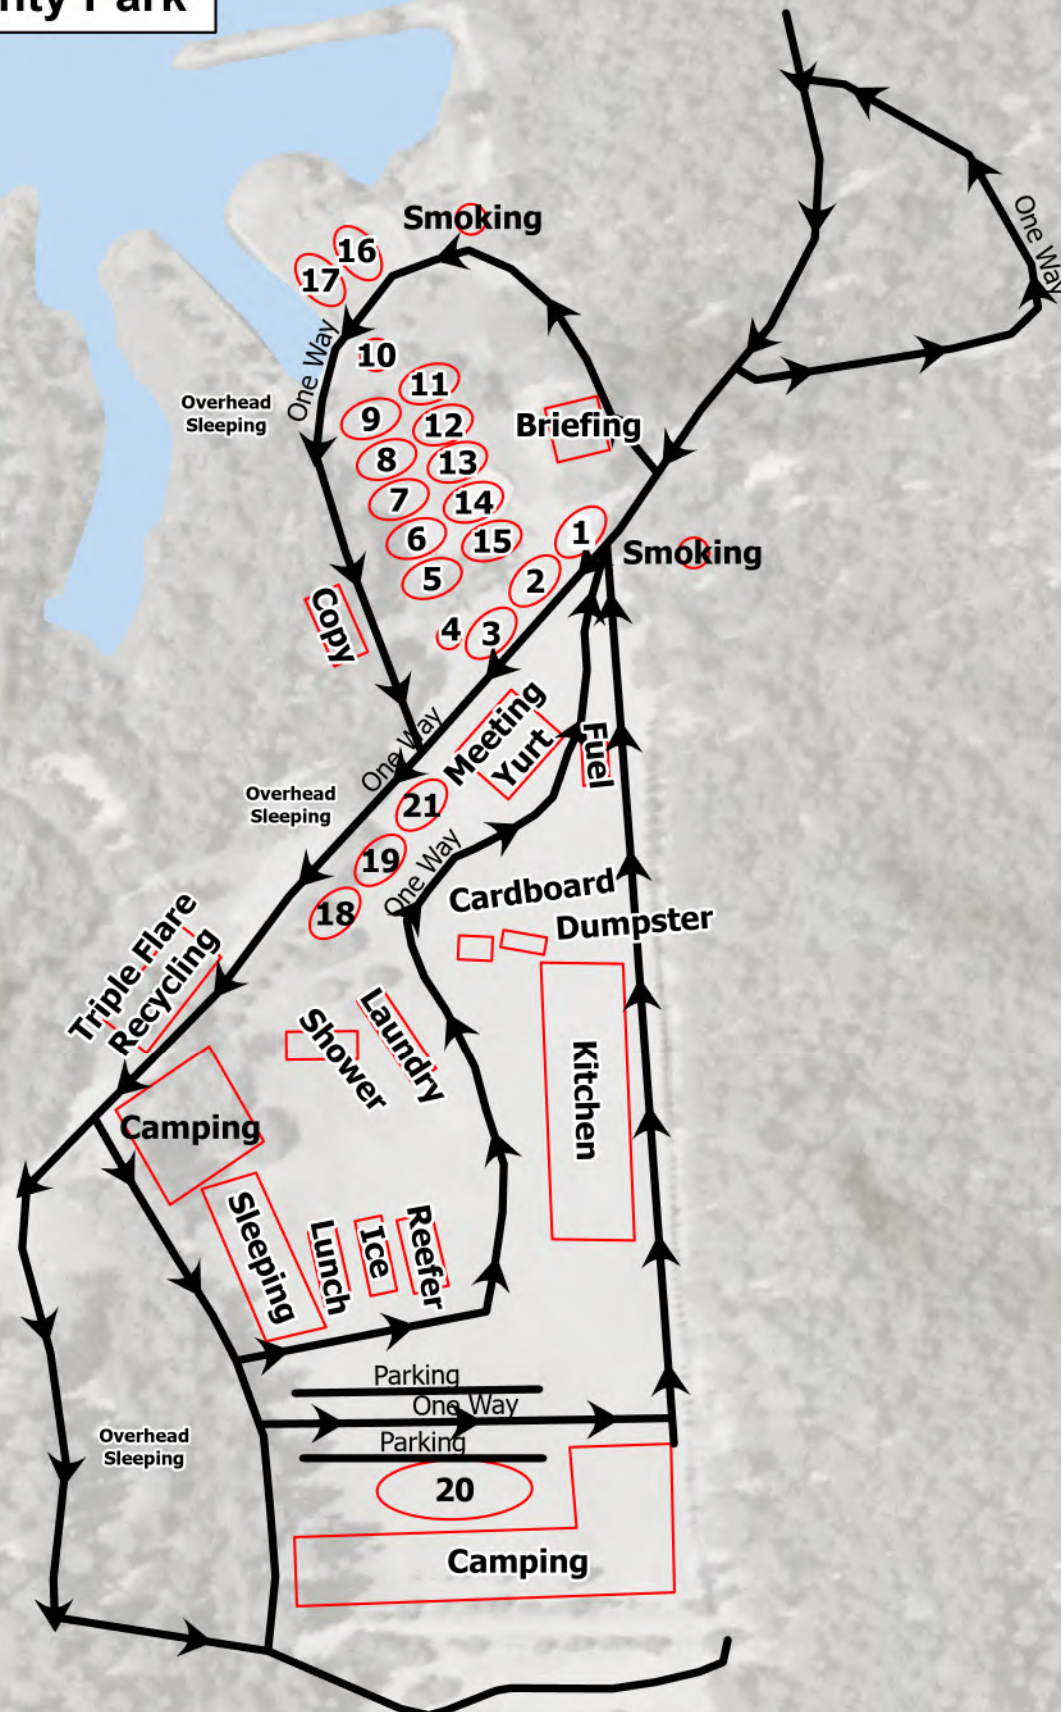 Park
Smoking
16
17
One Way
One Way
10
11
Overhead
Sleeping
9
12
Briefing
8
13
7
14
6
15
1
Smoking
5
2
Copy
4
3
Meeting
Yurt
Fuel
One Way
Overhead
Sleeping
21
19
One Way
18
Cardboard
Dumpster
Triple Flare
Recycling
Shower
Laundry
Kitchen
Camping
Sleeping
Lunch
Ice
Reefer
Parking
One Way
Parking
Overhead
Sleeping
20
Camping